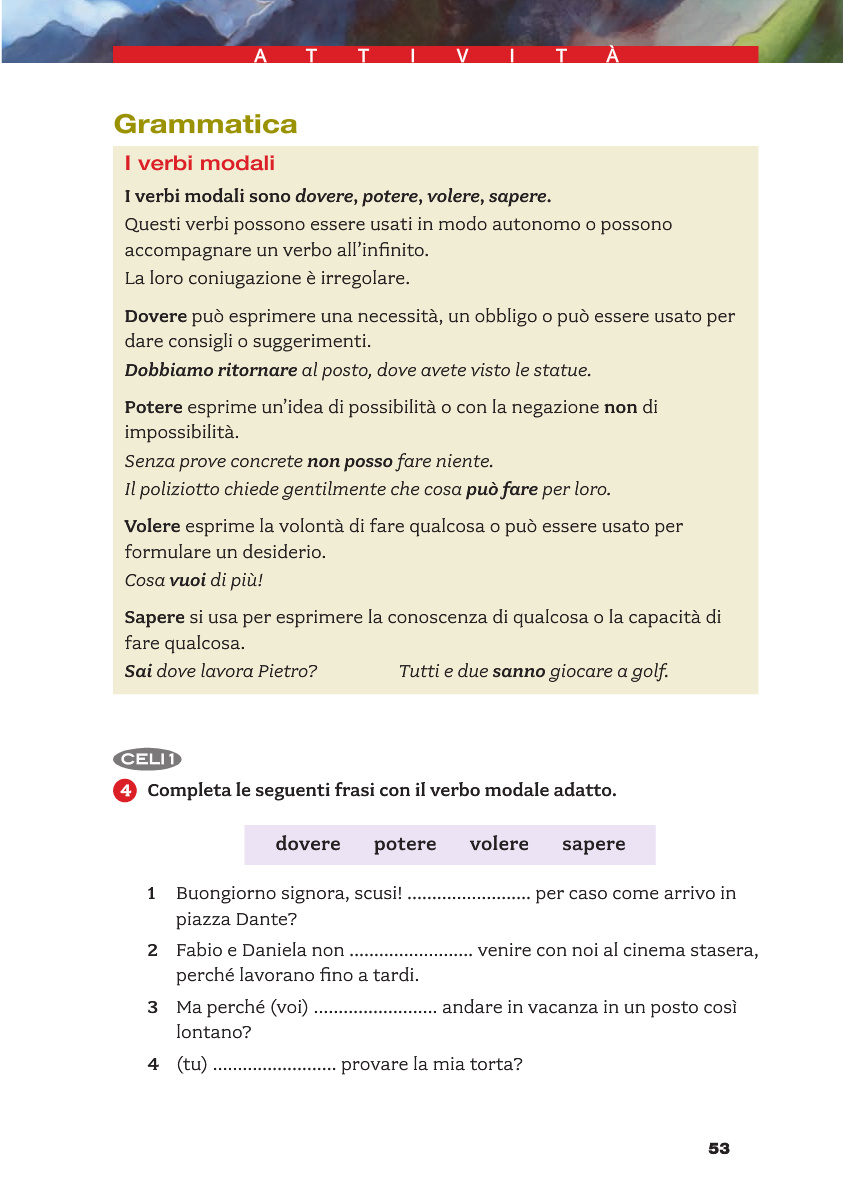 ATTIVITÀ
Grammatica
I verbi modali
I verbi modali sono dovere, potere, volere, sapere.
Questi verbi possono essere usati in modo autonomo o possono
accompagnare un verbo all’infinito.
La loro coniugazione è irregolare.
Dovere può esprimere una necessità, un obbligo o può essere usato per
dare consigli o suggerimenti.
Dobbiamo ritornare al posto, dove avete visto le statue.
Potere esprime un’idea di possibilità o con la negazione non di
impossibilità.
Senza prove concrete non posso fare niente.
Il poliziotto chiede gentilmente che cosa può fare per loro.
Volere esprime la volontà di fare qualcosa o può essere usato per
formulare un desiderio.
Cosa vuoi di più!
Sapere si usa per esprimere la conoscenza di qualcosa o la capacità di
fare qualcosa.
Sai dove lavora Pietro? Tutti e due sanno giocare a golf.
CELI 1
4 Completa le seguenti frasi con il verbo modale adatto.
dovere potere volere sapere
1 Buongiorno signora, scusi! ......................... per caso come arrivo in
piazza Dante?
2 Fabio e Daniela non ......................... venire con noi al cinema stasera,
perché lavorano fino a tardi.
3 Ma perché (voi) ......................... andare in vacanza in un posto così
lontano?
4 (tu) ......................... provare la mia torta?
53